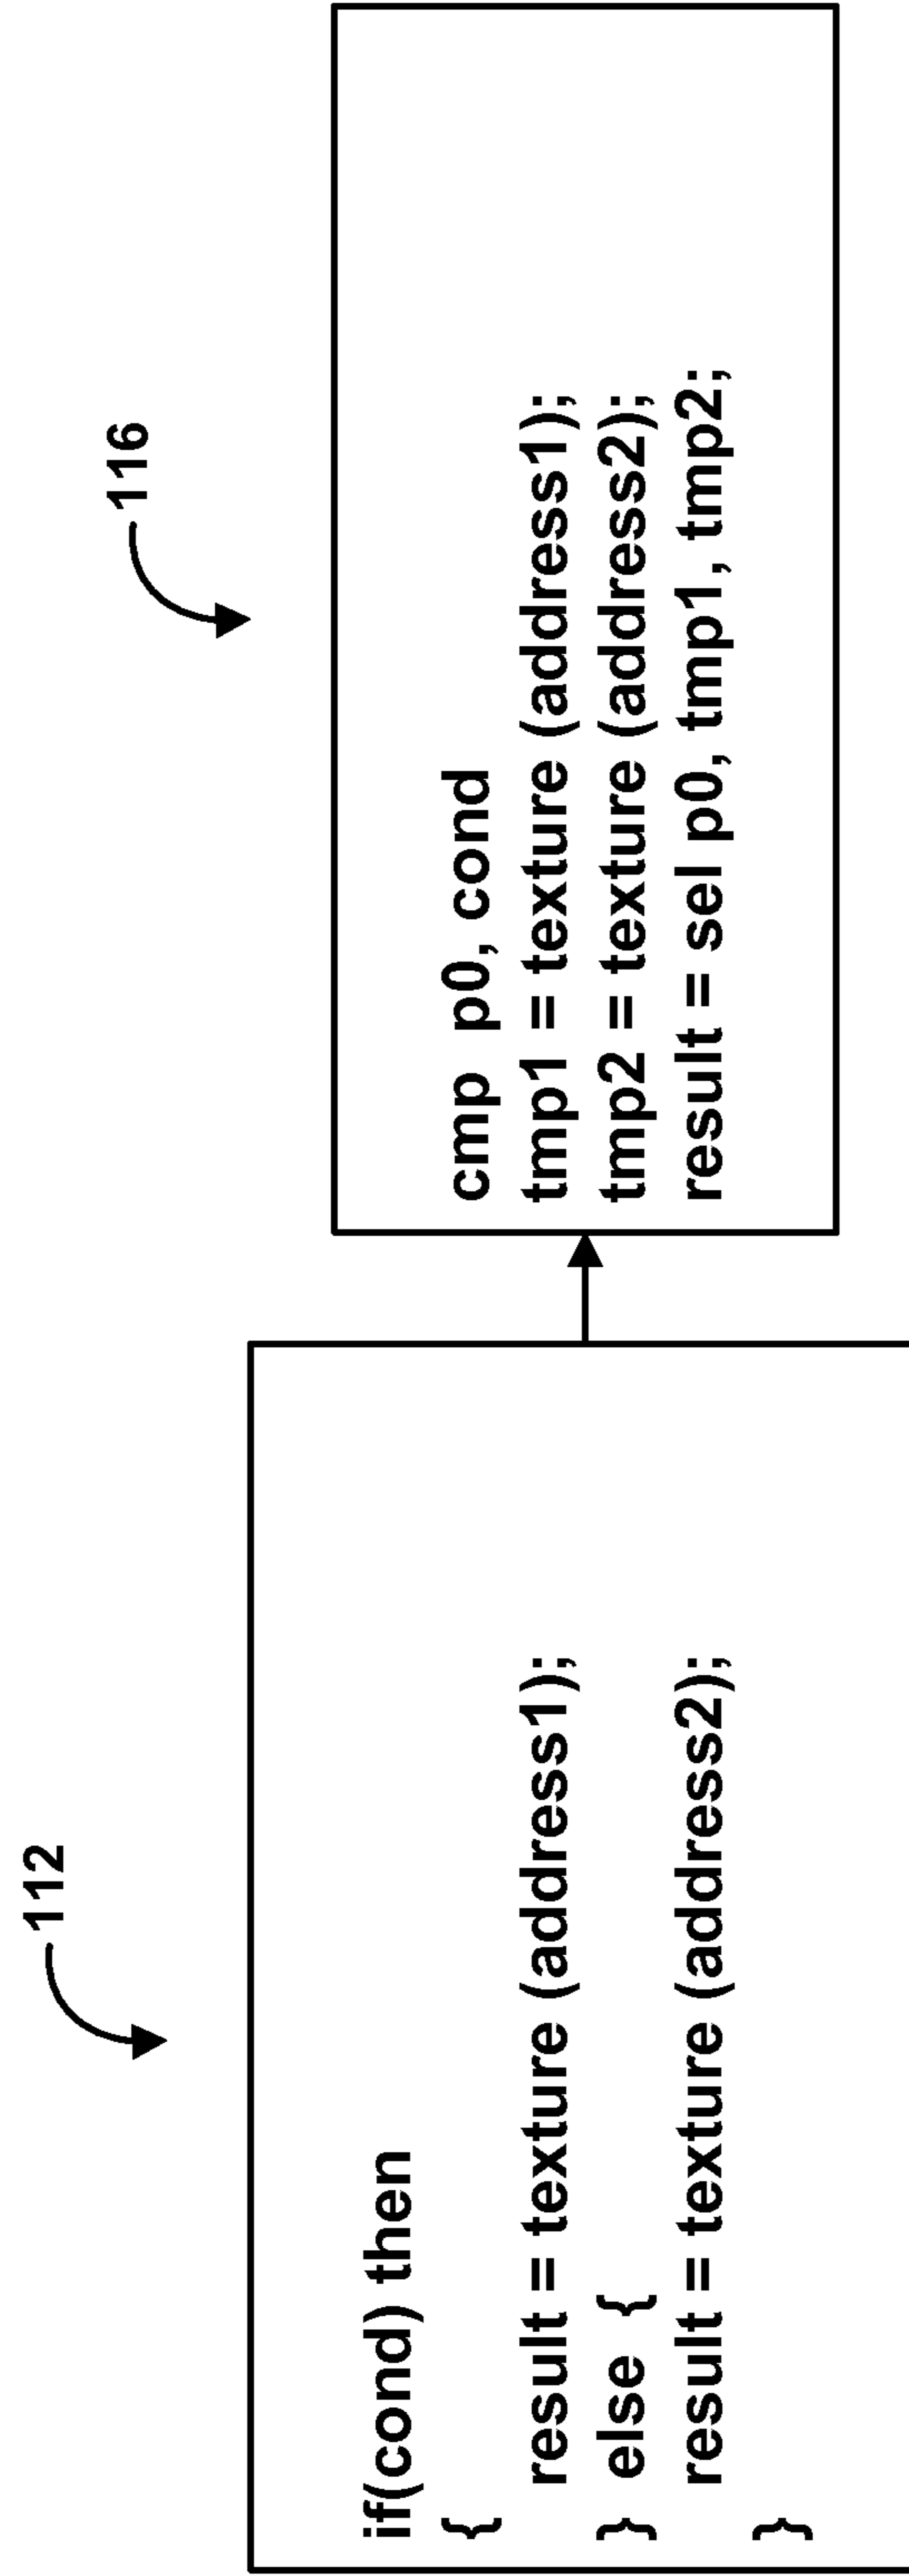 112
if(cond) then
{
result = texture (address1);
} else {
result = texture (address2);
}
116
cmp p0, cond
tmp1 = texture (address1);
tmp2 = texture (address2);
result = sel p0, tmp1, tmp2;